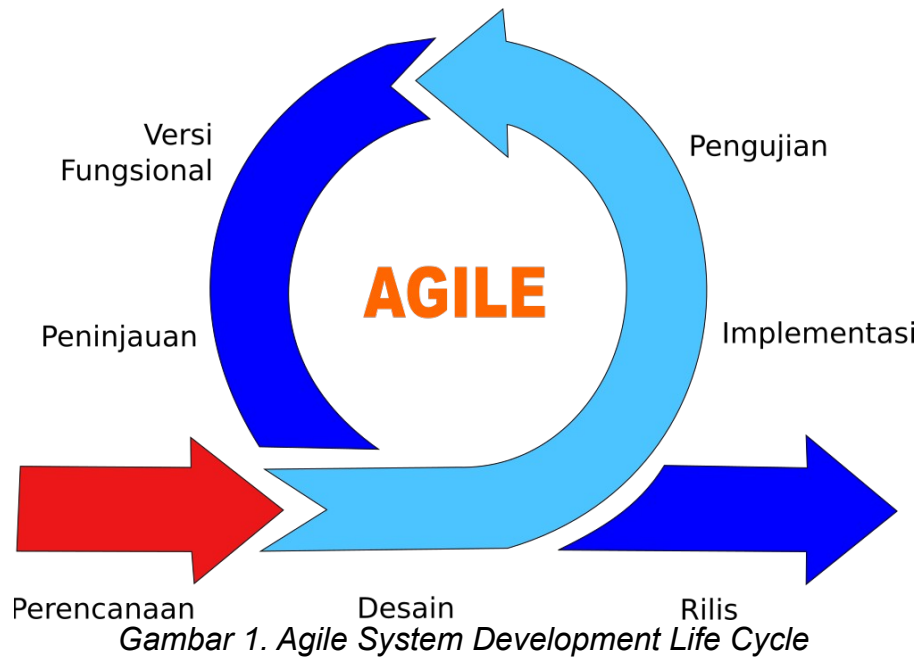 Versi
Fungsional
Pengujian
AGILE
Peninjauan
Implementasi
Perencanaan
Desain
Rilis
Gambar 1. Agile System Development Life Cycle